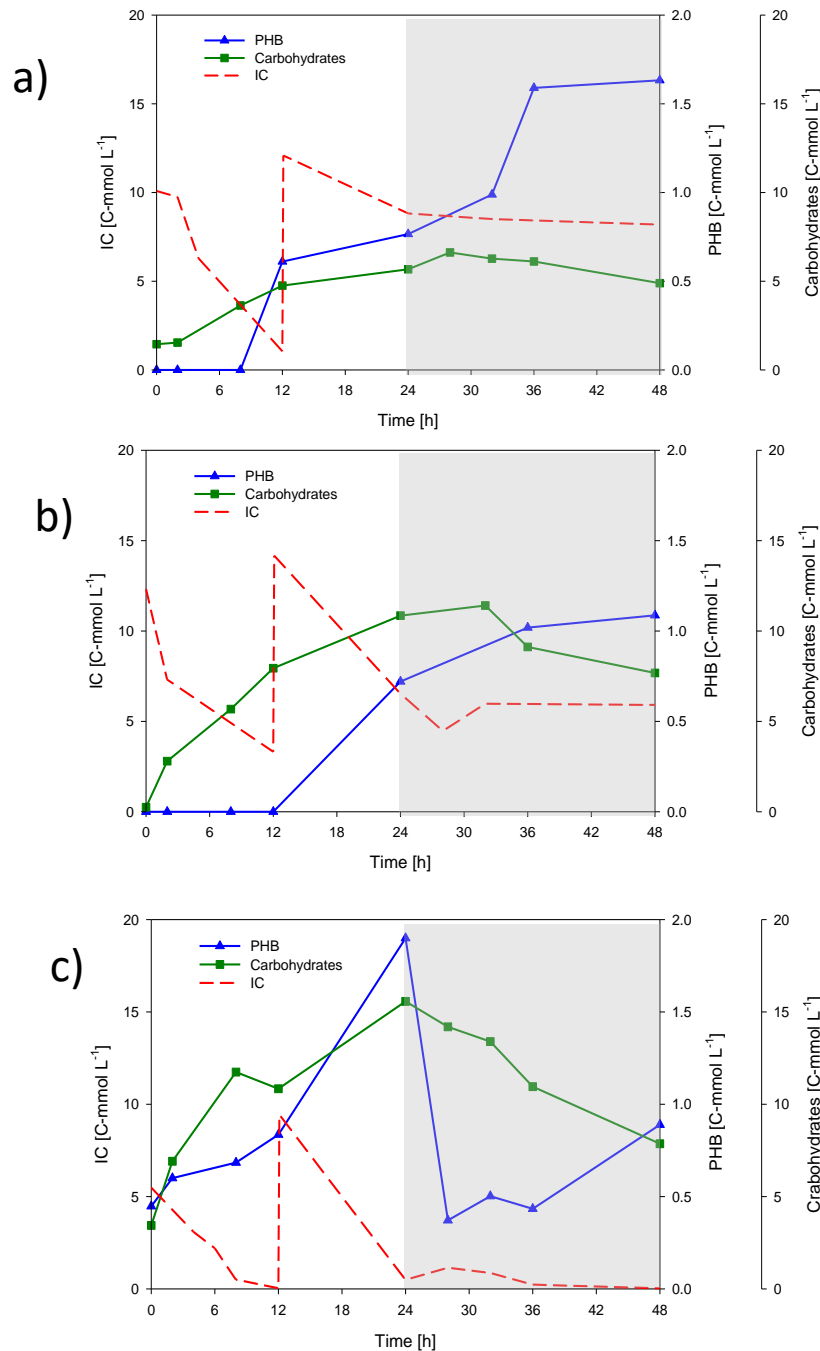 a)
PHB
Carbohydrates
IC
IC [C-mmol L⁻¹]
20
15
10
5
0
0 6 12 18 24 30 36 42 48
Time [h]
2.0
1.5
1.0
0.5
0.0
PHB [C-mmol L⁻¹]
20
15
10
5
0
Carbohydrates [C-mmol L⁻¹]
b)
PHB
Carbohydrates
IC
IC [C-mmol L⁻¹]
20
15
10
5
0
0 6 12 18 24 30 36 42 48
Time [h]
2.0
1.5
1.0
0.5
0.0
PHB [C-mmol L⁻¹]
20
15
10
5
0
Carbohydrates [C-mmol L⁻¹]
c)
PHB
Carbohydrates
IC
IC [C-mmol L⁻¹]
20
15
10
5
0
0 6 12 18 24 30 36 42 48
Time [h]
2.0
1.5
1.0
0.5
0.0
PHB [C-mmol L⁻¹]
20
15
10
5
0
Crabohydrates [C-mmol L⁻¹]